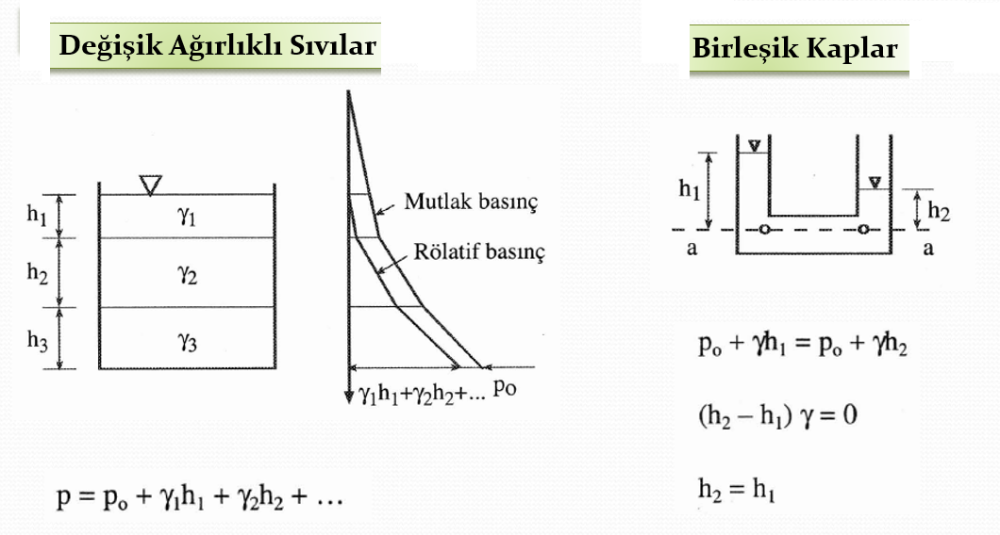 Değişik Ağırlıklı Sıvılar
h₁
γ₁
h₂
γ₂
h₃
γ₃
Mutlak basınç
Rölatif basınç
γ₁h₁+γ₂h₂+... po
p = pₒ + γ₁h₁ + γ₂h₂ + ...
Birleşik Kaplar
h₁
h₂
a
a
pₒ + γh₁ = pₒ + γh₂
(h₂ – h₁) γ = 0
h₂ = h₁